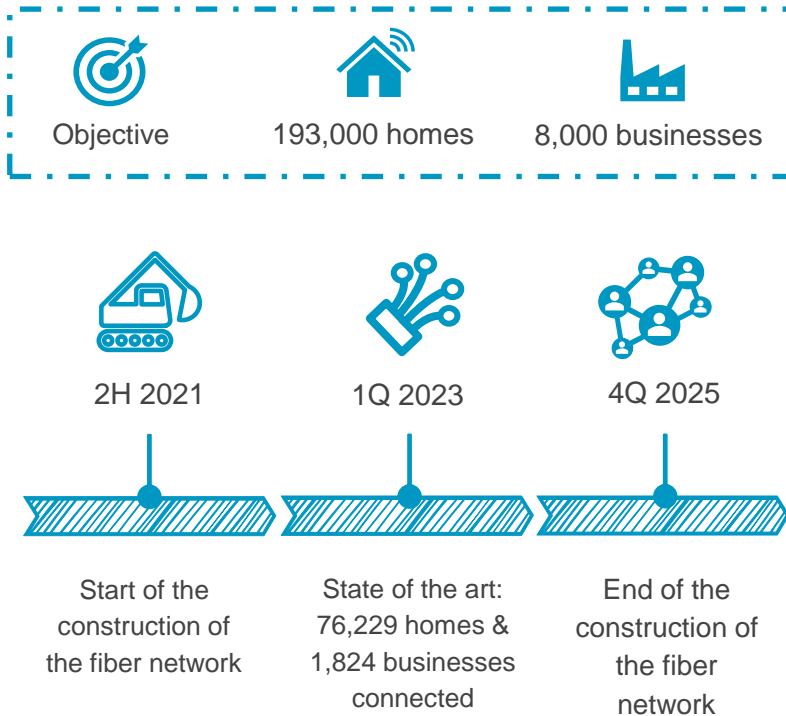 Objective
193,000 homes
8,000 businesses
2H 2021
1Q 2023
4Q 2025
Start of the
construction of
the fiber network
State of the art:
76,229 homes &
1,824 businesses
connected
End of the
construction of
the fiber
network